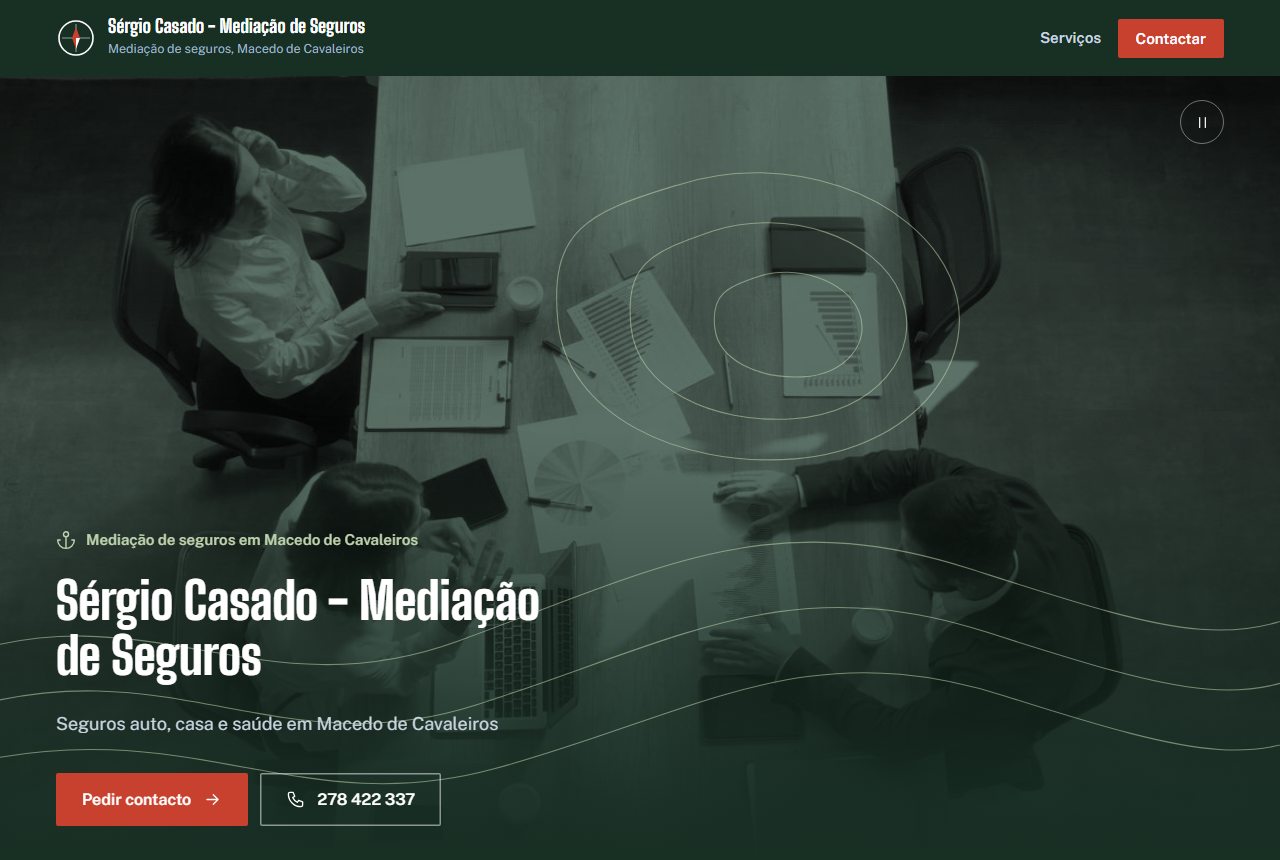 Sérgio Casado - Mediação de Seguros
Mediação de seguros, Macedo de Cavaleiros
Serviços
Contactar
Mediação de seguros em Macedo de Cavaleiros
Sérgio Casado - Mediação
de Seguros
Seguros auto, casa e saúde em Macedo de Cavaleiros
Pedir contacto
278 422 337